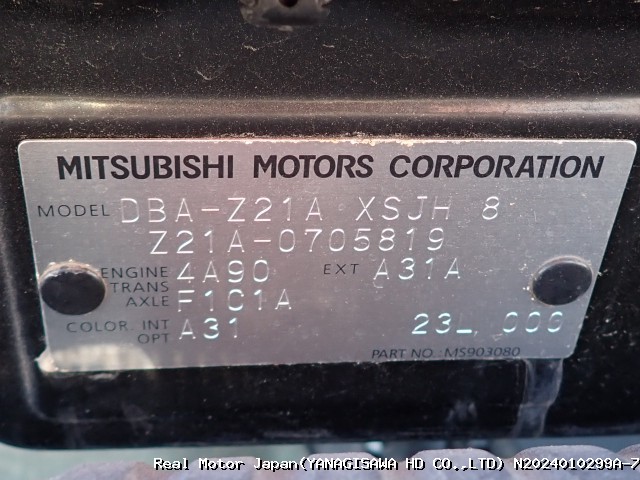 MITSUBISHI MOTORS CORPORATION
MODEL DBA-Z21A XSJH 8
Z21A-0705819
ENGINE 4A90 EXT A31A
TRANS
AXLE F1C1A
COLOR INT A31 23L, 000
OPT
PART NO.: MS903080
Real Motor Japan(YANAGISAWA HD CO.,LTD) N2024010299A-7